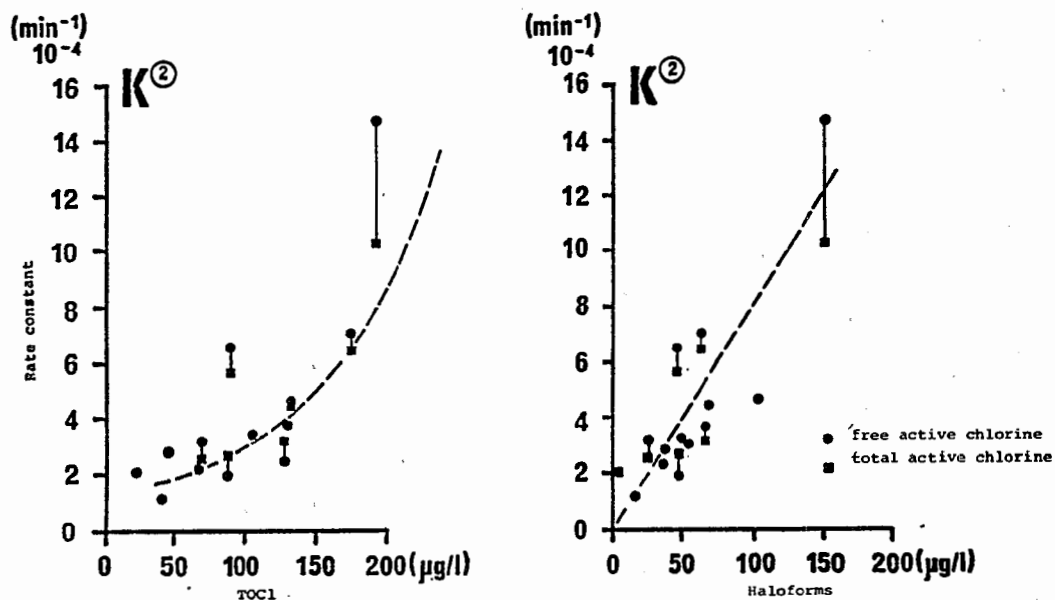 (min⁻¹)
10⁻⁴
K②
16
14
12
10
8
6
4
2
0
Rate constant
0 50 100 150 200(µg/l)
TOCl
(min⁻¹)
10⁻⁴
K②
16
14
12
10
8
6
4
2
0
0 50 100 150 200 (µg/l)
Haloforms
free active chlorine
total active chlorine